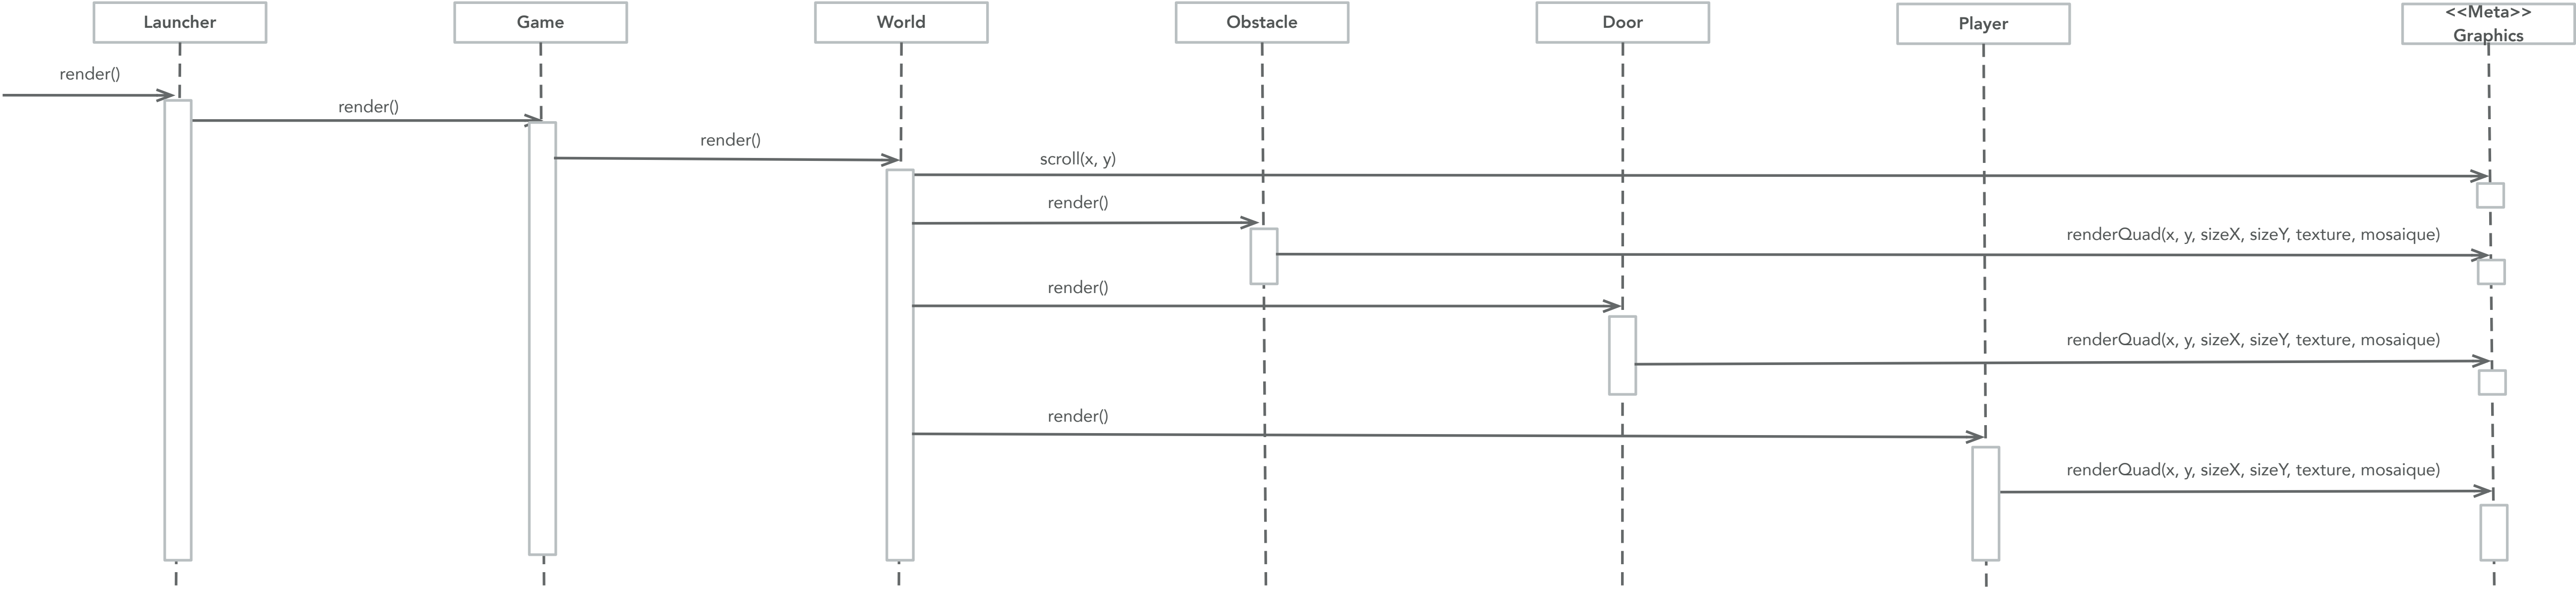 Launcher
Game
World
Obstacle
Door
Player
<<Meta>>
Graphics
render()
render()
render()
scroll(x, y)
render()
renderQuad(x, y, sizeX, sizeY, texture, mosaique)
render()
renderQuad(x, y, sizeX, sizeY, texture, mosaique)
render()
renderQuad(x, y, sizeX, sizeY, texture, mosaique)